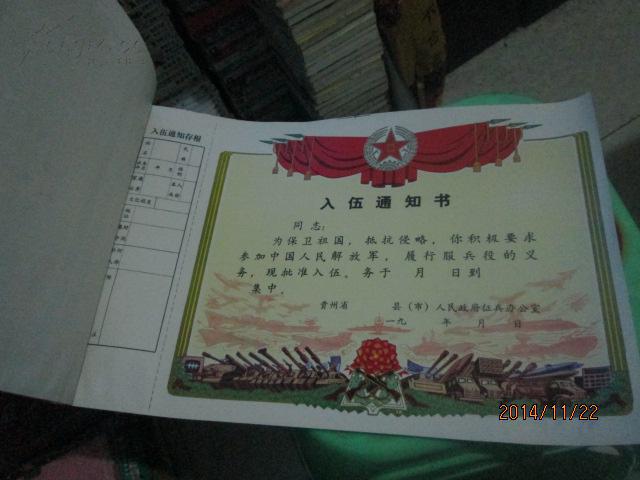 入伍通知存根
入伍通知书
同志：
为保卫祖国，抵抗侵略，你积极要求
参加中国人民解放军，履行服兵役的义
务，现批准入伍。务于 月 日到
集中。
贵州省 县（市）人民政府征兵办公室
一九 年 月 日
2014/11/22